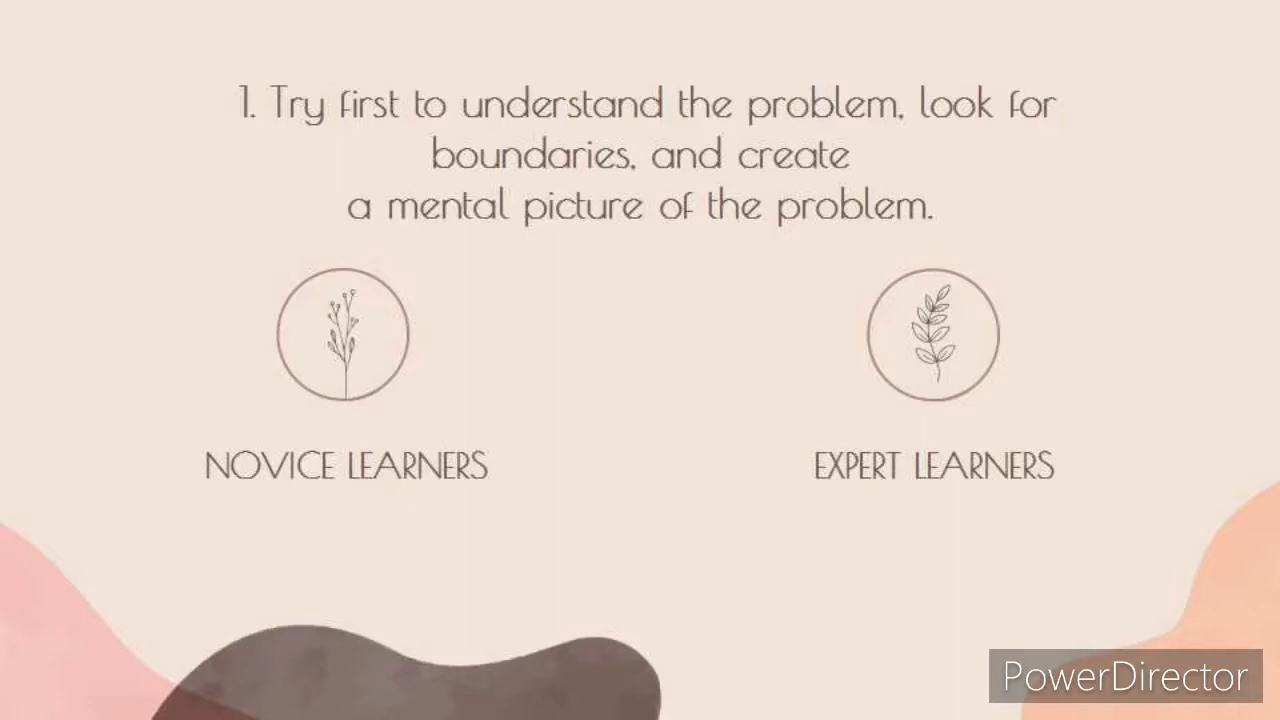 1. Try first to understand the problem, look for
boundaries, and create
a mental picture of the problem.
NOVICE LEARNERS
EXPERT LEARNERS
PowerDirector